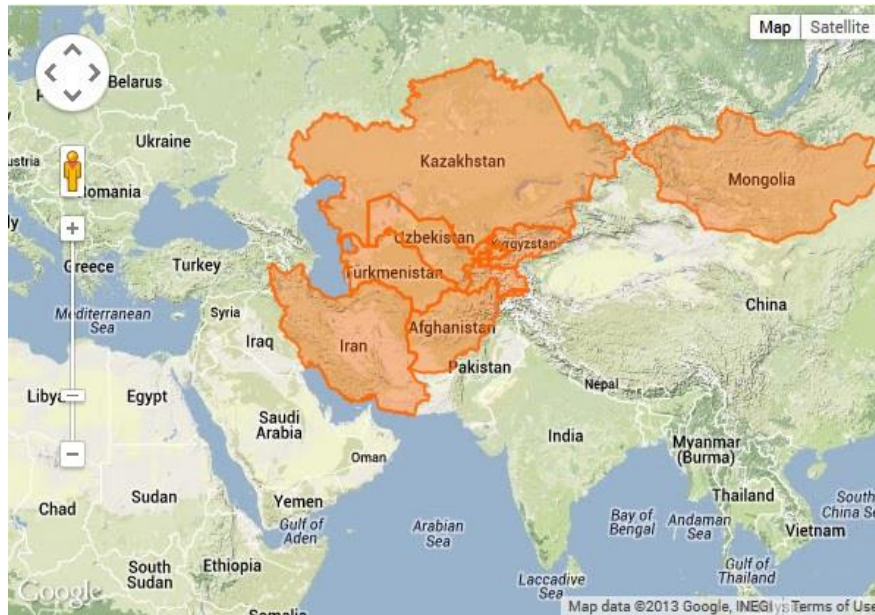 Map
Satellite
Belarus
Ukraine
Kazakhstan
Mongolia
Uzbekistan
Kyrgyzstan
Greece
Turkey
Turkmenistan
Mediterranean
Sea
Syria
Iraq
Iran
Afghanistan
China
Pakistan
Nepal
Egypt
Saudi
Arabia
India
Myanmar
(Burma)
Oman
Chad
Sudan
Yemen
Gulf of
Aden
Arabian
Sea
Bay of
Bengal
Andaman
Sea
Thailand
South
Vietnam
South
Sudan
Ethiopia
Gulf of
Thailand
Laccadive
Sea
Google
Map data ©2013 Google, INEGI
Terms of Use